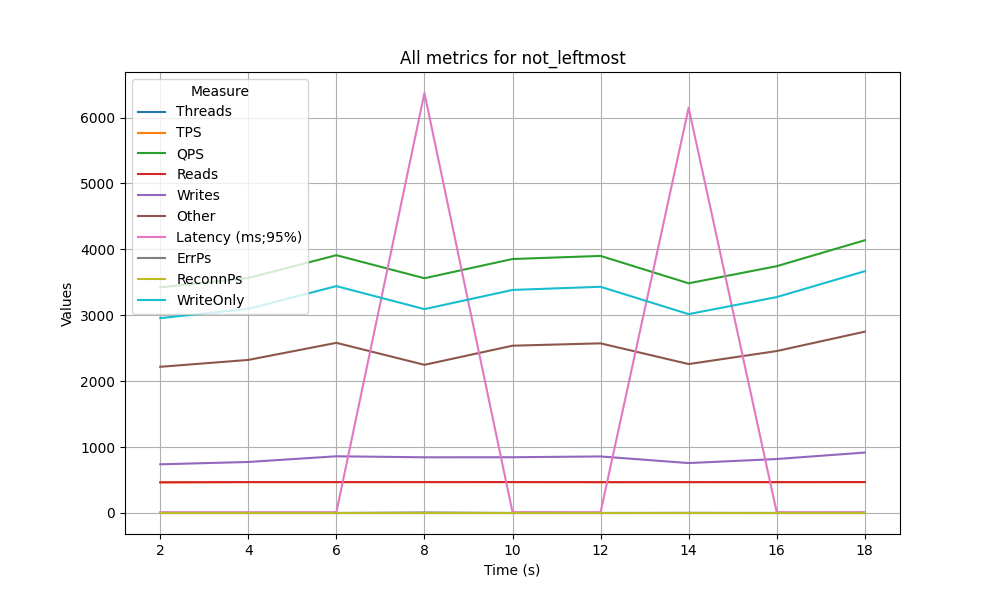 All metrics for not_leftmost
Measure
Threads
TPS
QPS
Reads
Writes
Other
Latency (ms;95%)
ErrPs
ReconnPs
WriteOnly
Values
6000
5000
4000
3000
2000
1000
0
2 4 6 8 10 12 14 16 18
Time (s)